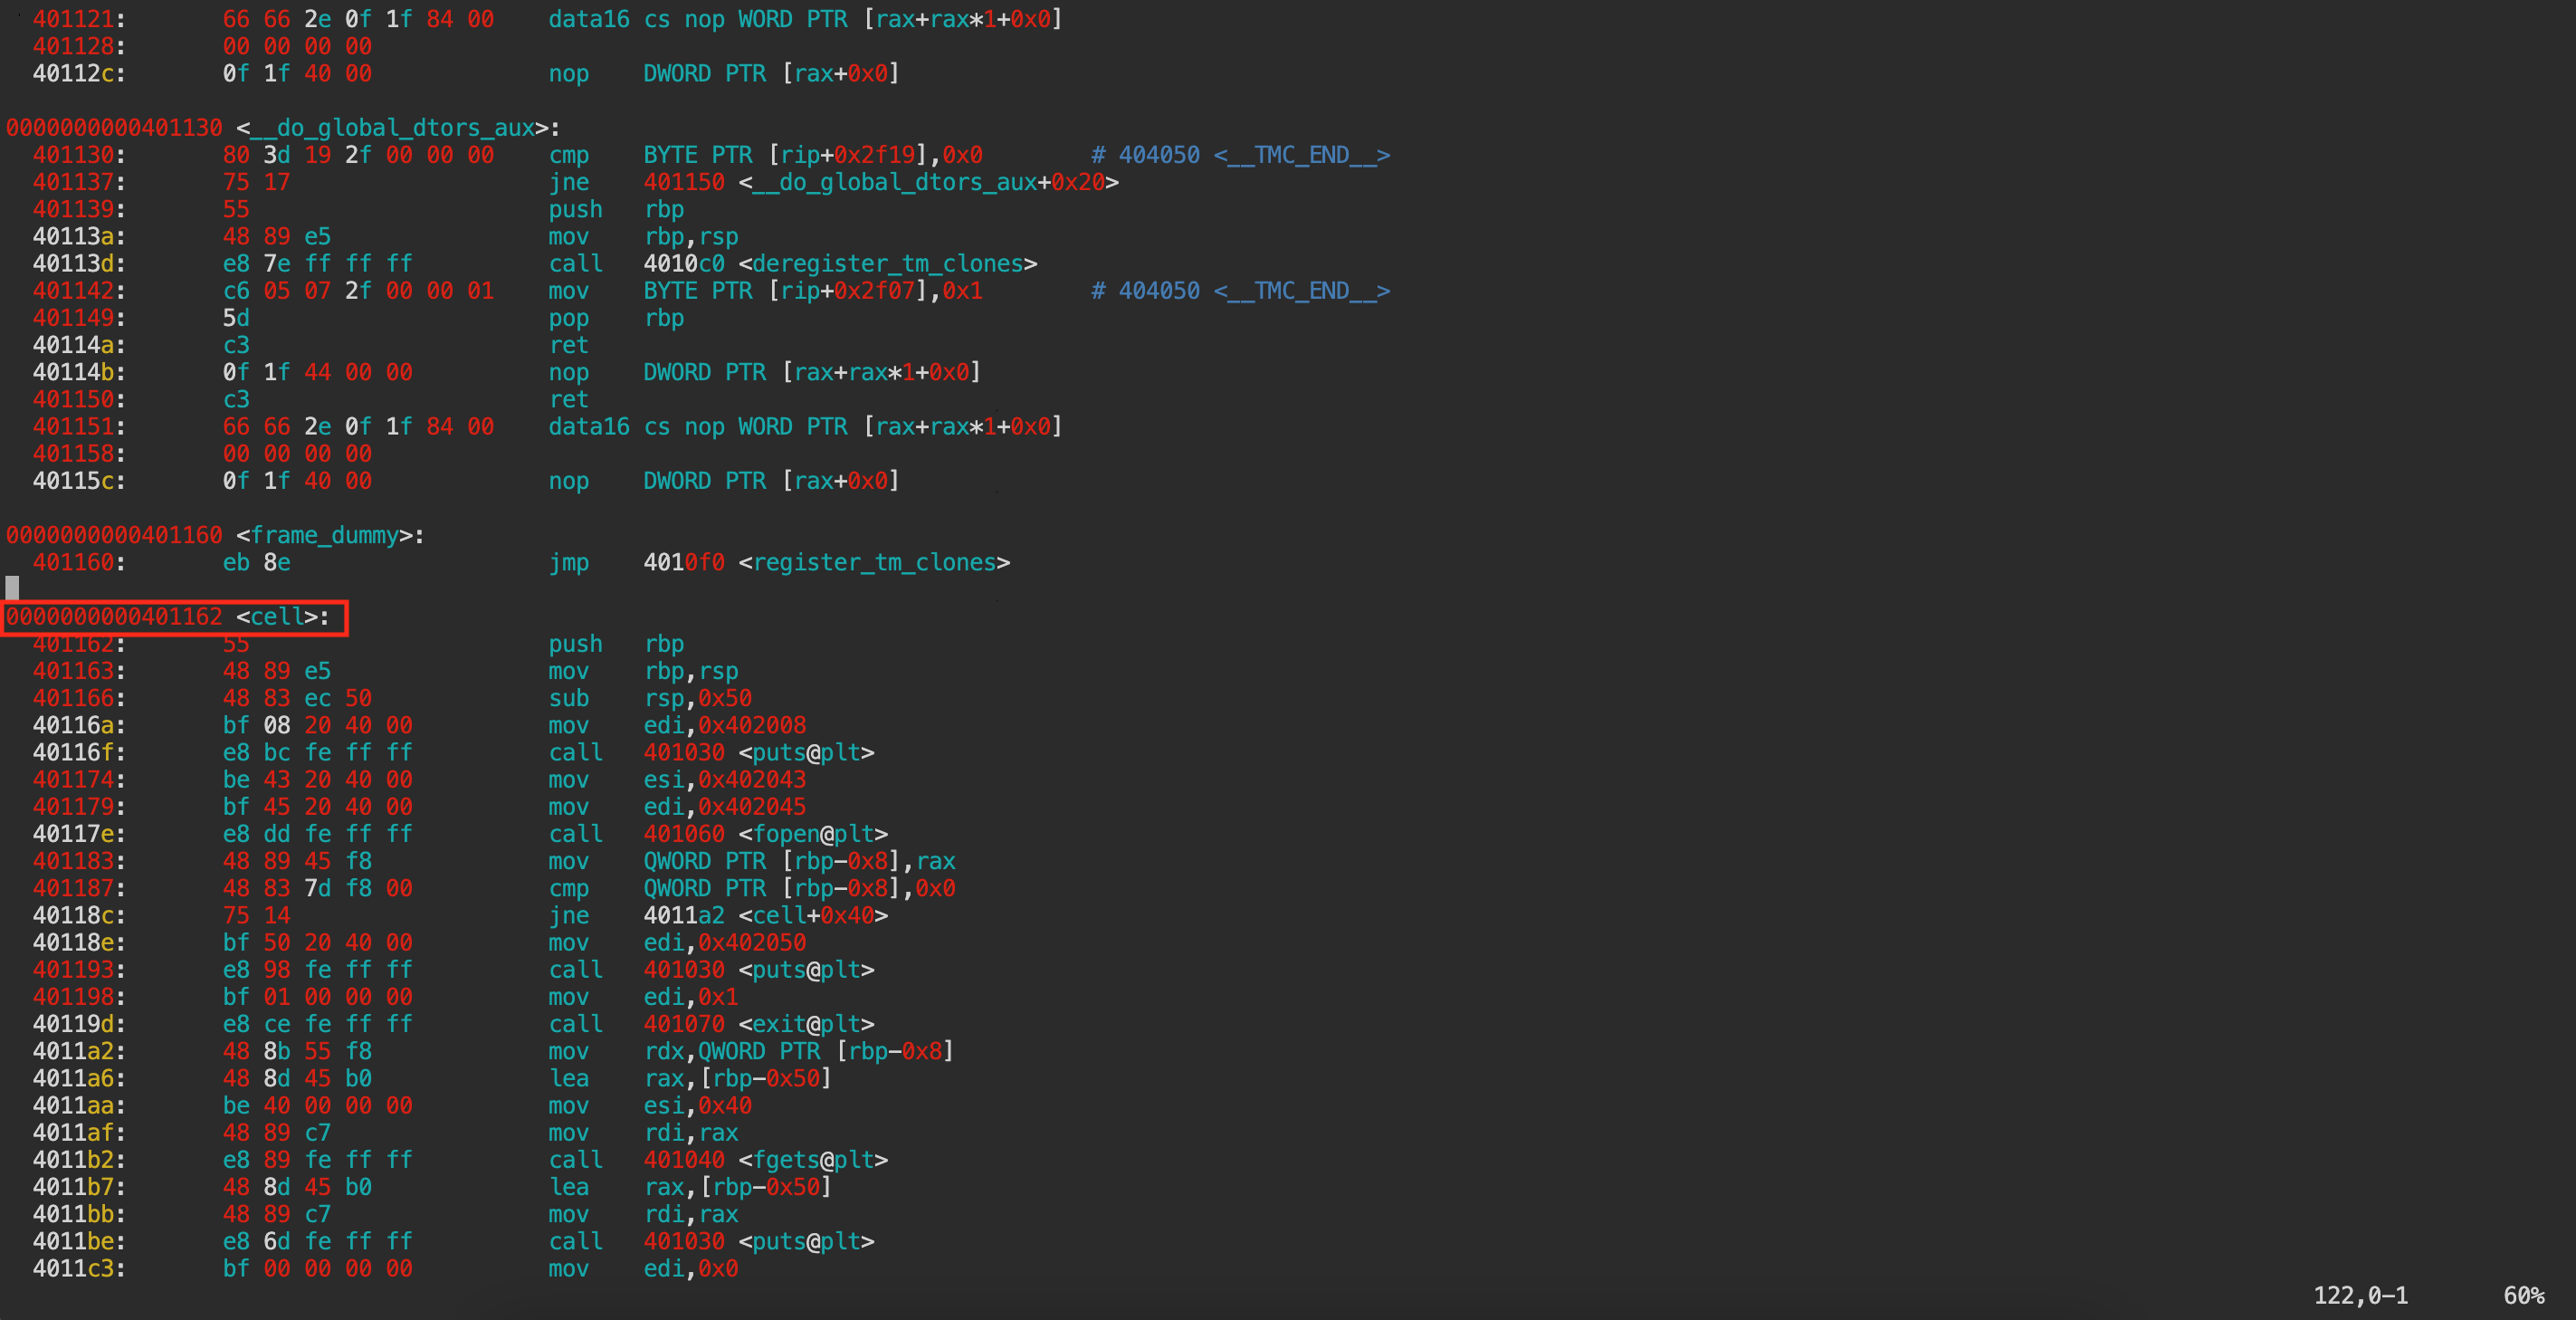 401121: 66 66 2e 0f 1f 84 00 data16 cs nop WORD PTR [rax+rax*1+0x0]
401128: 00 00 00 00
40112c: 0f 1f 40 00 nop DWORD PTR [rax+0x0]
0000000000401130 <__do_global_dtors_aux>:
401130: 80 3d 19 2f 00 00 00 cmp BYTE PTR [rip+0x2f19],0x0 # 404050 <__TMC_END__>
401137: 75 17 jne 401150 <__do_global_dtors_aux+0x20>
401139: 55 push rbp
40113a: 48 89 e5 mov rbp,rsp
40113d: e8 7e ff ff ff call 4010c0 <deregister_tm_clones>
401142: c6 05 07 2f 00 00 01 mov BYTE PTR [rip+0x2f07],0x1 # 404050 <__TMC_END__>
401149: 5d pop rbp
40114a: c3 ret
40114b: 0f 1f 44 00 00 nop DWORD PTR [rax+rax*1+0x0]
401150: c3 ret
401151: 66 66 2e 0f 1f 84 00 data16 cs nop WORD PTR [rax+rax*1+0x0]
401158: 00 00 00 00
40115c: 0f 1f 40 00 nop DWORD PTR [rax+0x0]
0000000000401160 <frame_dummy>:
401160: eb 8e jmp 4010f0 <register_tm_clones>
0000000000401162 <cell>:
401162: 55 push rbp
401163: 48 89 e5 mov rbp,rsp
401166: 48 83 ec 50 sub rsp,0x50
40116a: bf 08 20 40 00 mov edi,0x402008
40116f: e8 bc fe ff ff call 401030 <puts@plt>
401174: be 43 20 40 00 mov esi,0x402043
401179: bf 45 20 40 00 mov edi,0x402045
40117e: e8 dd fe ff ff call 401060 <fopen@plt>
401183: 48 89 45 f8 mov QWORD PTR [rbp-0x8],rax
401187: 48 83 7d f8 00 cmp QWORD PTR [rbp-0x8],0x0
40118c: 75 14 jne 4011a2 <cell+0x40>
40118e: bf 50 20 40 00 mov edi,0x402050
401193: e8 98 fe ff ff call 401030 <puts@plt>
401198: bf 01 00 00 00 mov edi,0x1
40119d: e8 ce fe ff ff call 401070 <exit@plt>
4011a2: 48 8b 55 f8 mov rdx,QWORD PTR [rbp-0x8]
4011a6: 48 8d 45 b0 lea rax,[rbp-0x50]
4011aa: be 40 00 00 00 mov esi,0x40
4011af: 48 89 c7 mov rdi,rax
4011b2: e8 89 fe ff ff call 401040 <fgets@plt>
4011b7: 48 8d 45 b0 lea rax,[rbp-0x50]
4011bb: 48 89 c7 mov rdi,rax
4011be: e8 6d fe ff ff call 401030 <puts@plt>
4011c3: bf 00 00 00 00 mov edi,0x0
122,0-1 60%